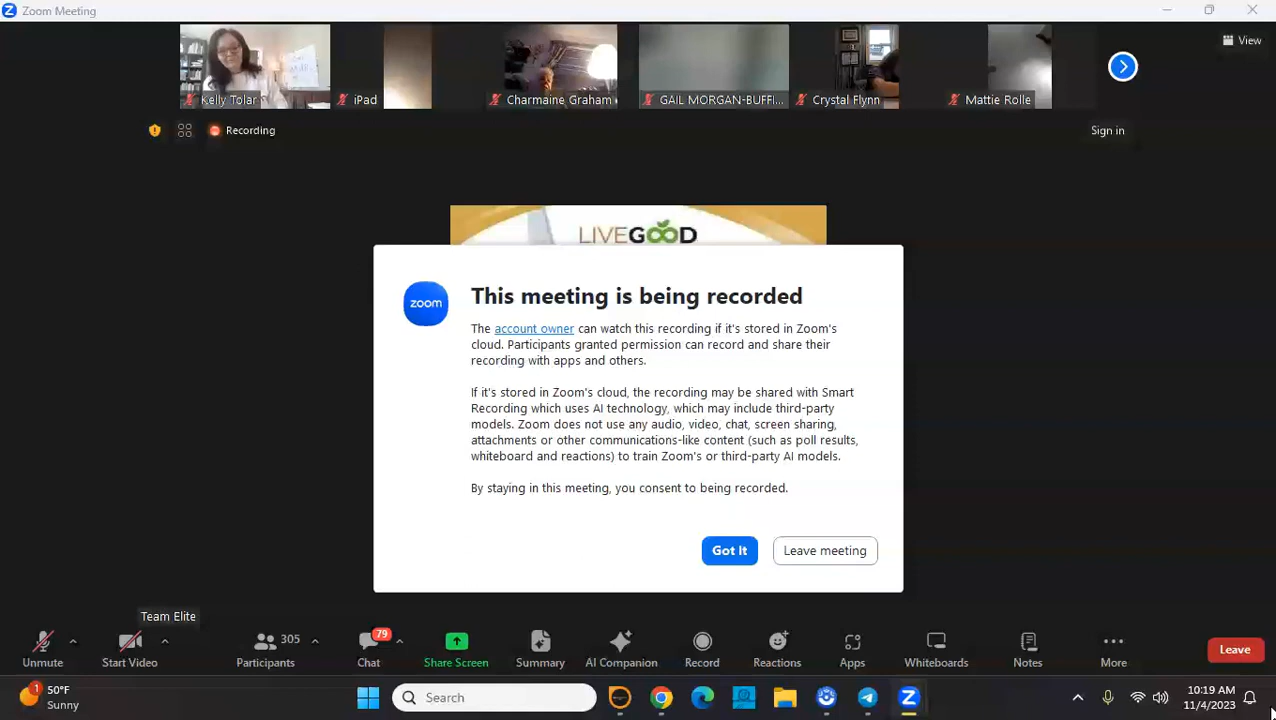 Zoom Meeting
View
Kelly Tolar
iPad
Charmaine Graham
GAIL MORGAN-BUFFI...
Crystal Flynn
Mattie Rolle
Recording
Sign in
LIVEGOOD
zoom
This meeting is being recorded
The account owner can watch this recording if it's stored in Zoom's
cloud. Participants granted permission can record and share their
recording with apps and others.
If it's stored in Zoom's cloud, the recording may be shared with Smart
Recording which uses AI technology, which may include third-party
models. Zoom does not use any audio, video, chat, screen sharing,
attachments or other communications-like content (such as poll results,
whiteboard and reactions) to train Zoom's or third-party AI models.
By staying in this meeting, you consent to being recorded.
Got It
Leave meeting
Team Elite
305
79
Unmute
Start Video
Participants
Chat
Share Screen
Summary
AI Companion
Record
Reactions
Apps
Whiteboards
Notes
More
Leave
1
50°F
Sunny
Search
10:19 AM
11/4/2023